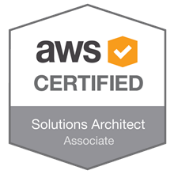 aws
CERTIFIED
Solutions Architect
Associate